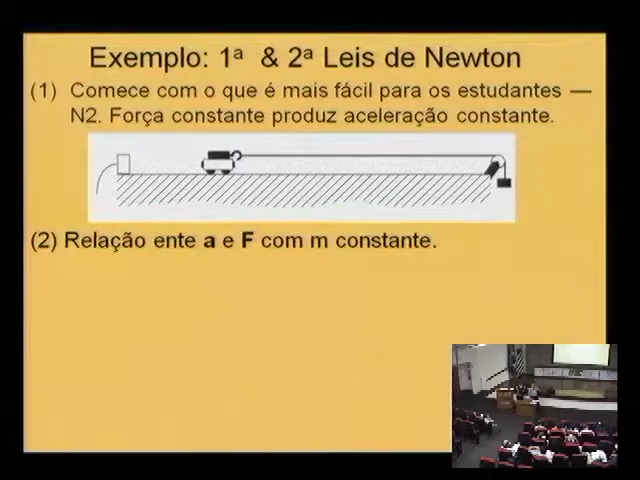 Exemplo: 1ª & 2ª Leis de Newton
(1) Comece com o que é mais fácil para os estudantes —
N2. Força constante produz aceleração constante.
(2) Relação ente a e F com m constante.